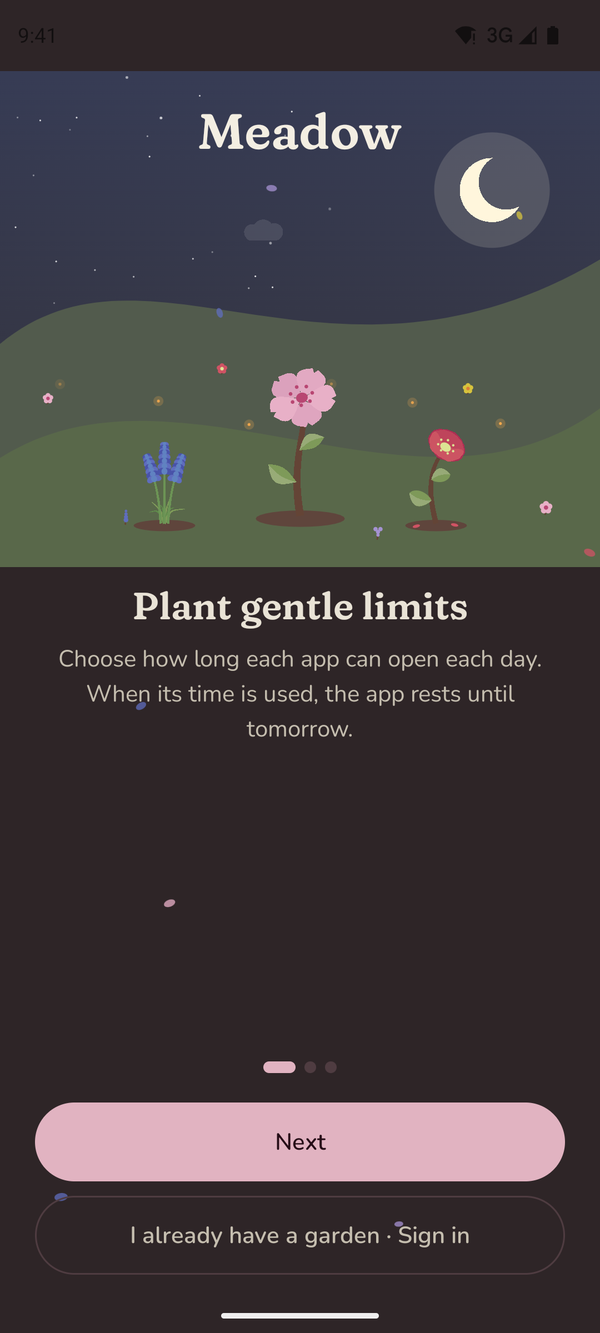 9:41
3G
Meadow
Plant gentle limits
Choose how long each app can open each day.
When its time is used, the app rests until
tomorrow.
Next
I already have a garden · Sign in